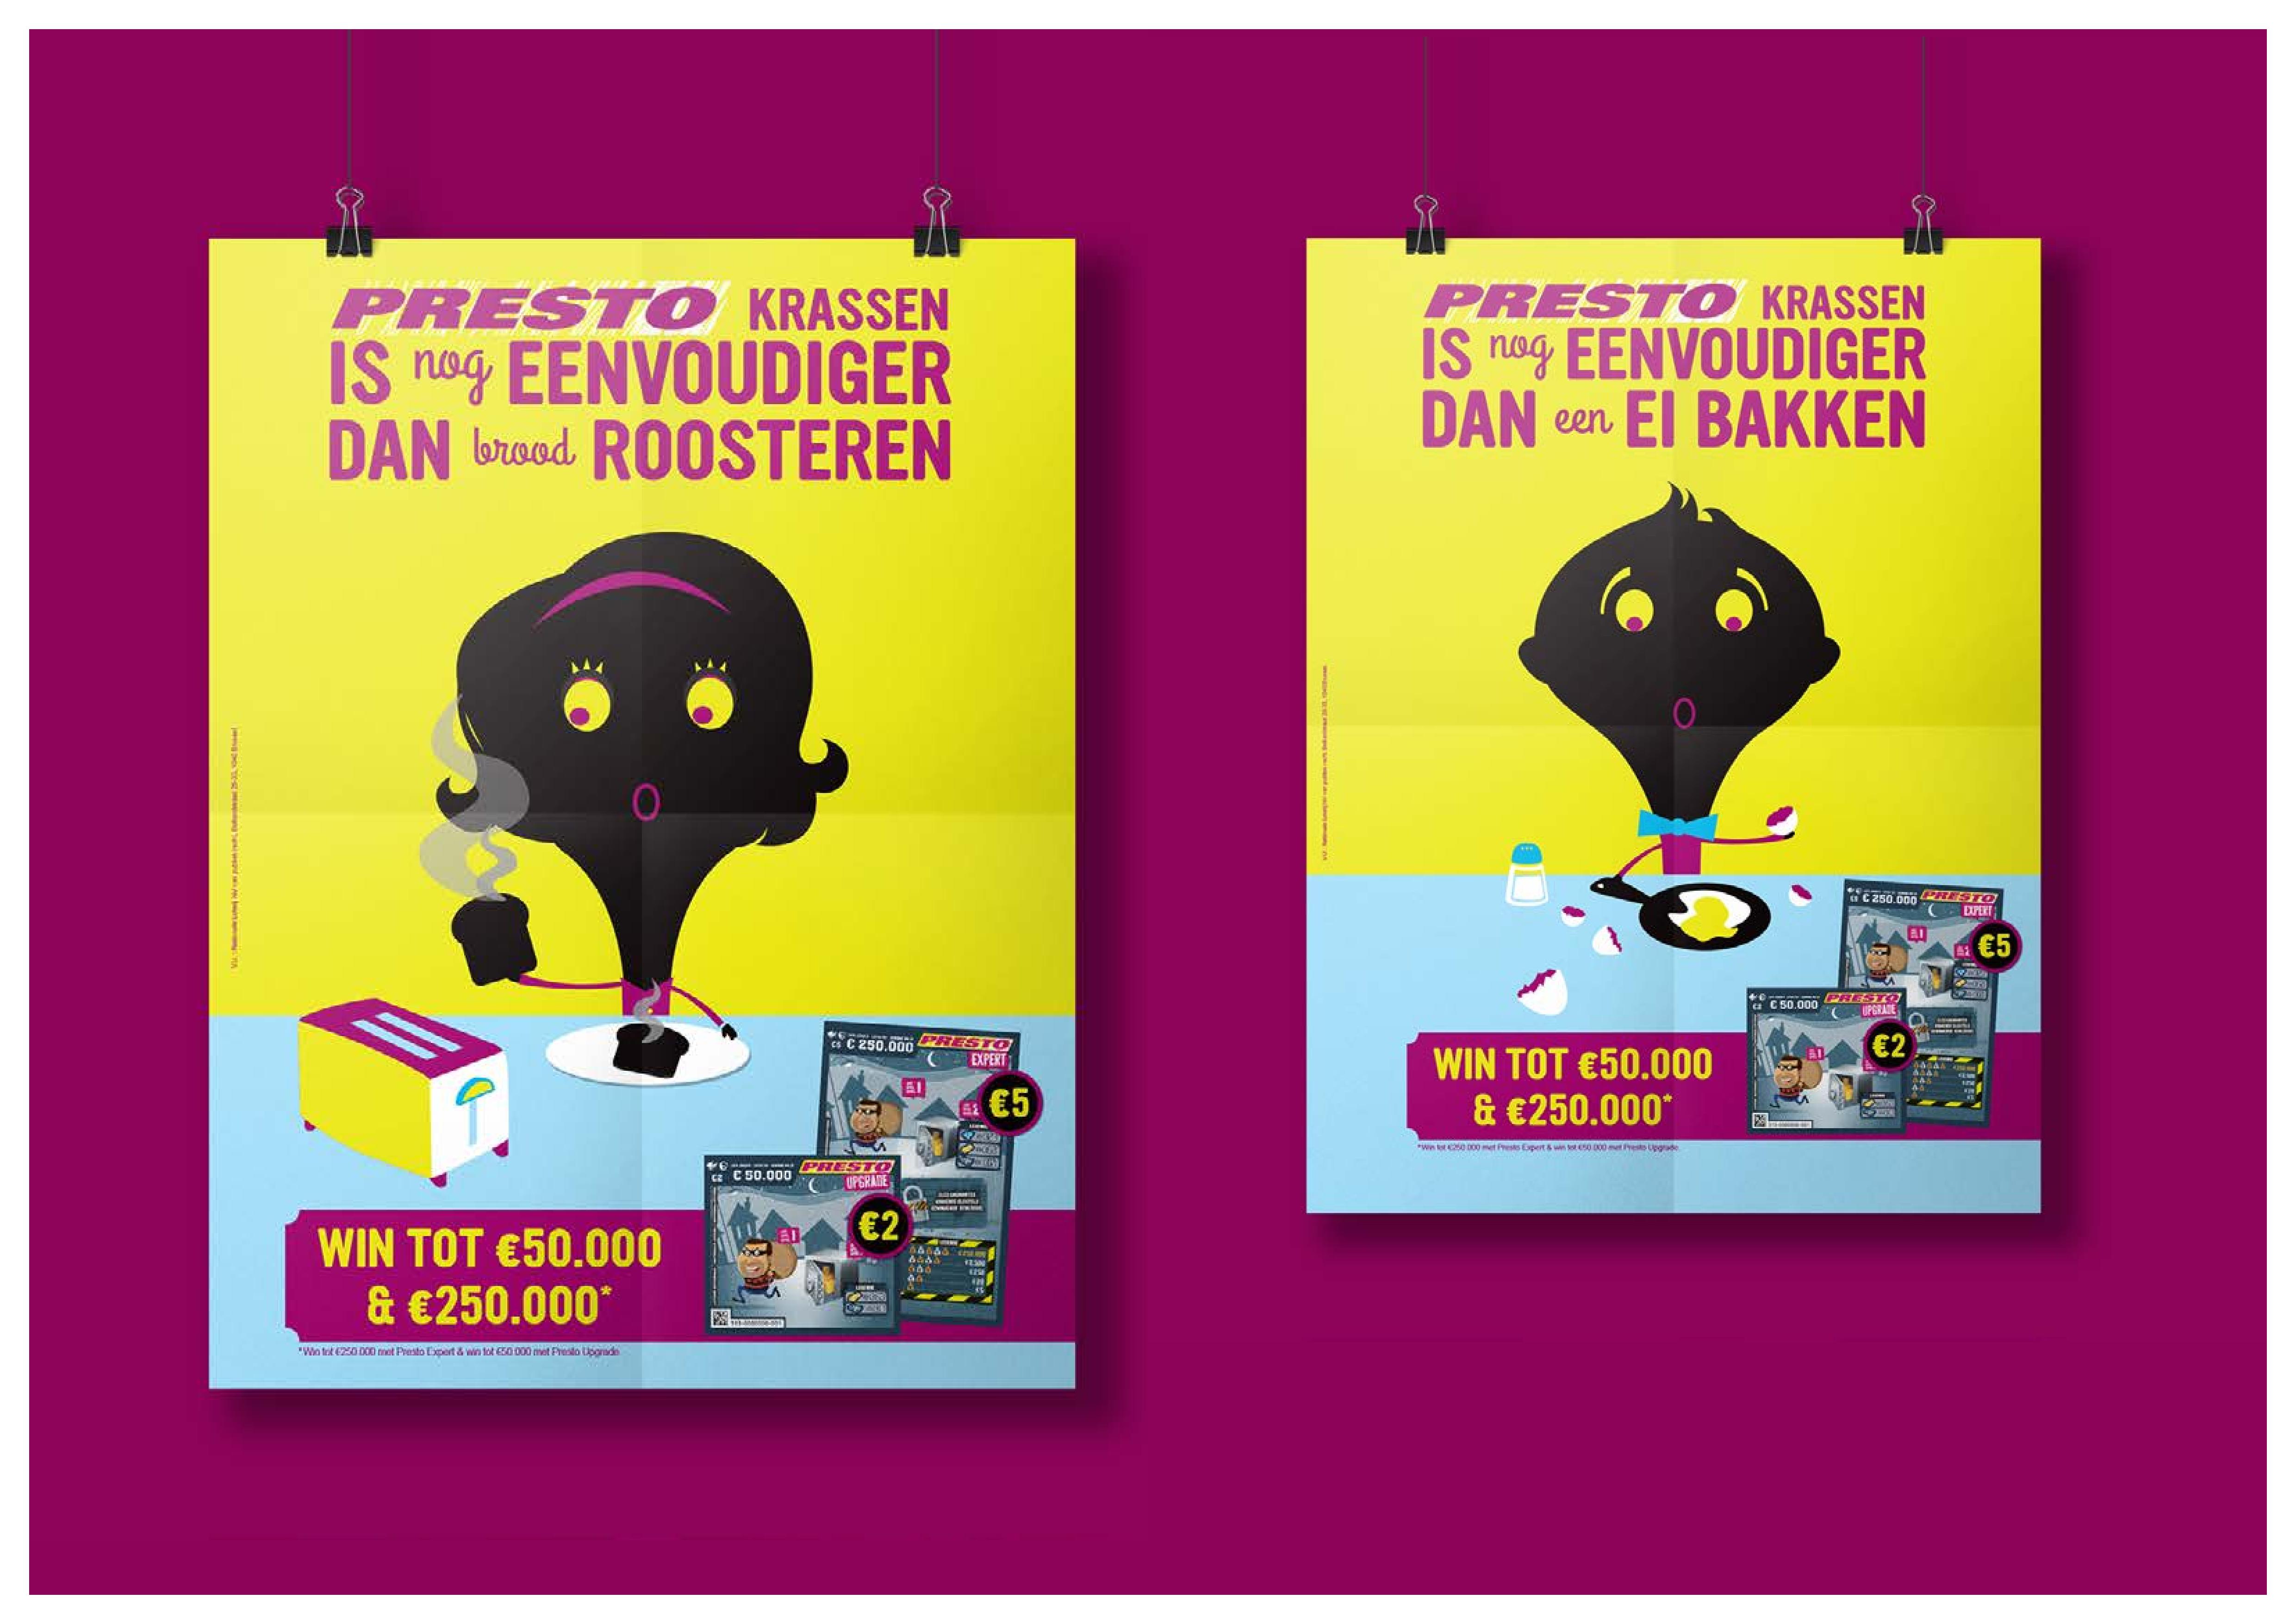 PRESTO KRASSEN
IS nog EENVOUDIGER
DAN brood ROOSTEREN
€ 250.000 PRESTO
EXPERT
€5
€ 50.000 PRESTO
UPGRADE
€2
WIN TOT €50.000
& €250.000*
*Win tot €250.000 met Presto Expert & win tot €50.000 met Presto Upgrade
PRESTO KRASSEN
IS nog EENVOUDIGER
DAN een EI BAKKEN
€ 250.000 PRESTO
EXPERT
€5
€ 50.000 PRESTO
UPGRADE
€2
WIN TOT €50.000
& €250.000*
*Win tot €250.000 met Presto Expert & win tot €50.000 met Presto Upgrade